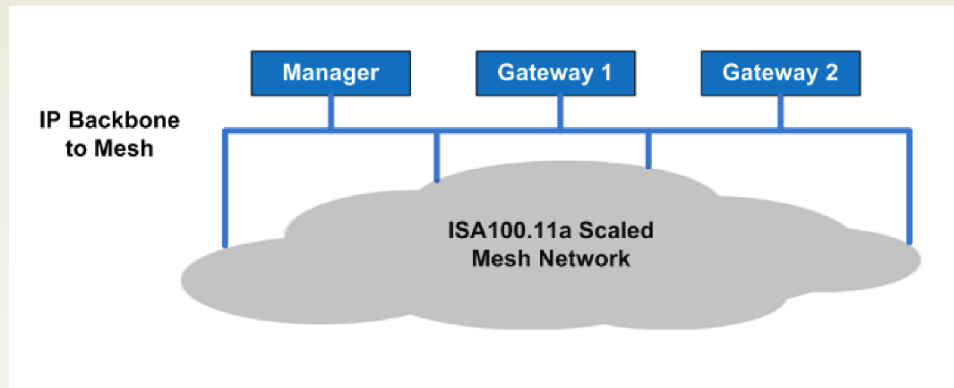 Manager
Gateway 1
Gateway 2
IP Backbone
to Mesh
ISA100.11a Scaled
Mesh Network